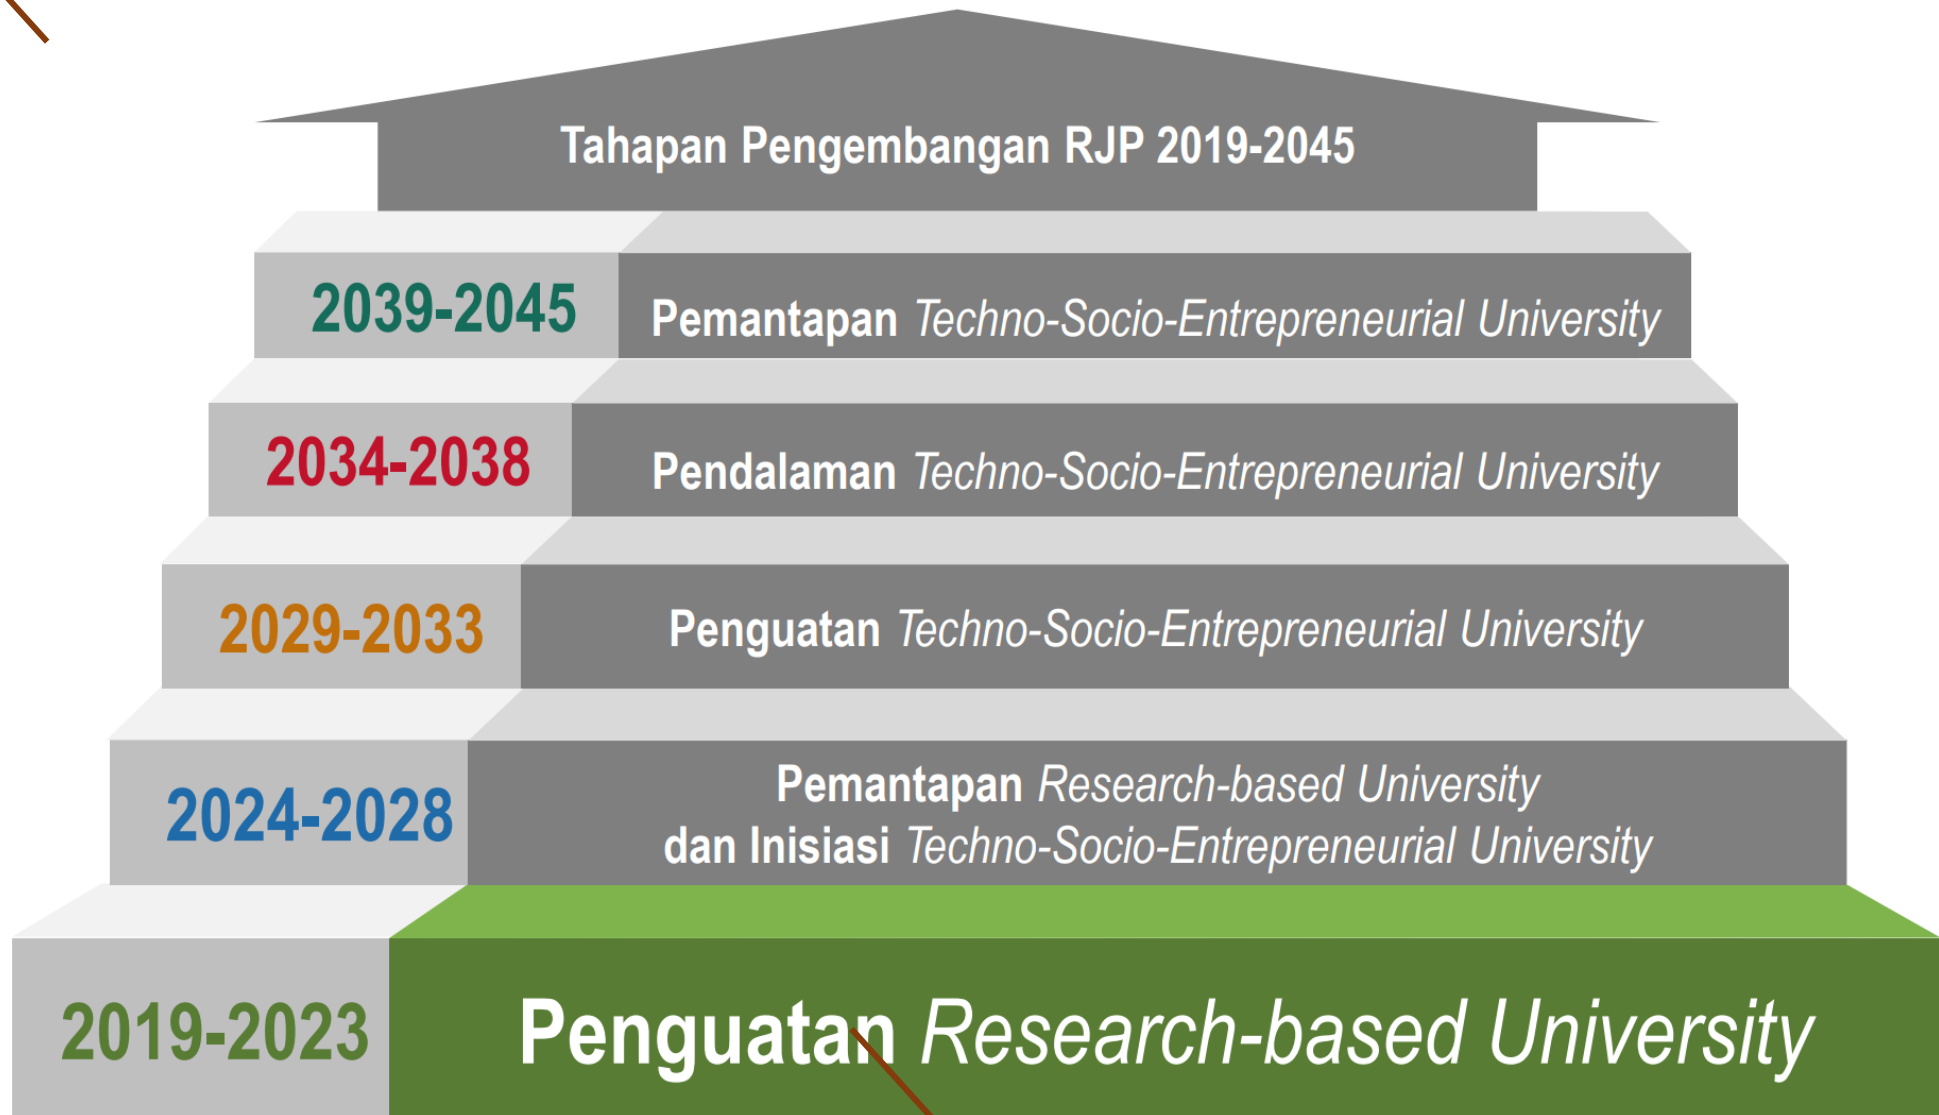 Tahapan Pengembangan RJP 2019-2045
2039-2045 Pemantapan Techno-Socio-Entrepreneurial University
2034-2038 Pendalaman Techno-Socio-Entrepreneurial University
2029-2033 Penguatan Techno-Socio-Entrepreneurial University
2024-2028 Pemantapan Research-based University
dan Inisiasi Techno-Socio-Entrepreneurial University
2019-2023 Penguatan Research-based University